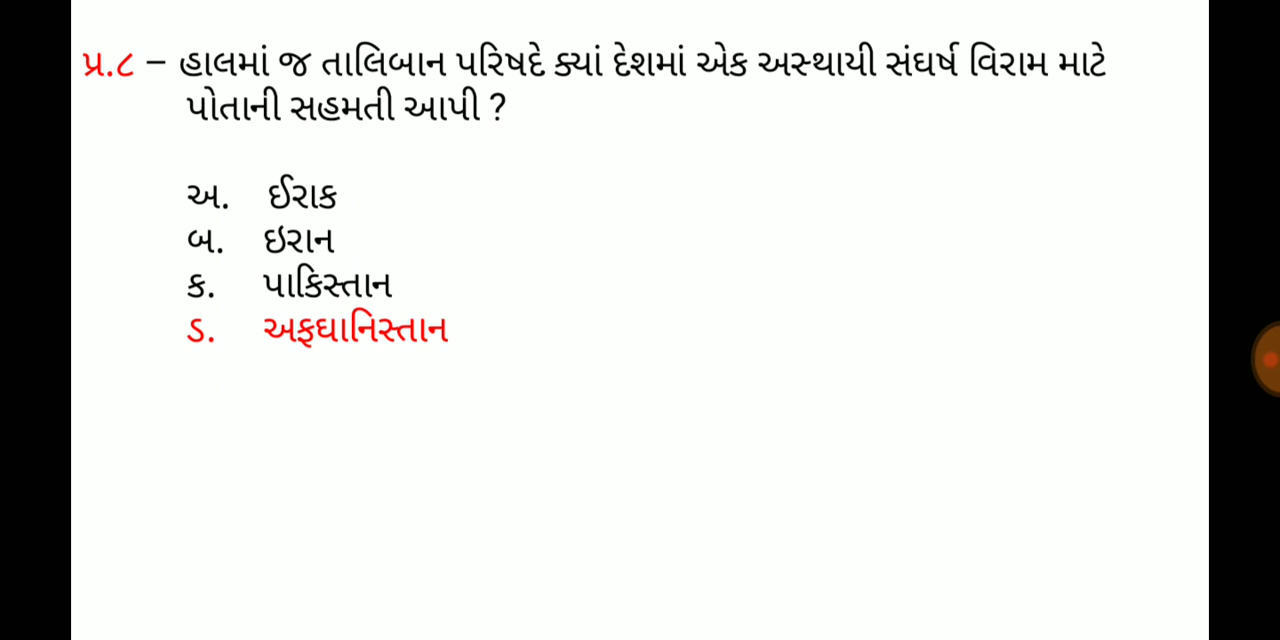 પ્ર.૮ – હાલમાં જ તાલિબાન પરિષદે ક્યાં દેશમાં એક અસ્થાયી સંઘર્ષ વિરામ માટે
પોતાની સહમતી આપી ?
અ. ઈરાક
બ. ઇરાન
ક. પાકિસ્તાન
ડ. અફઘાનિસ્તાન